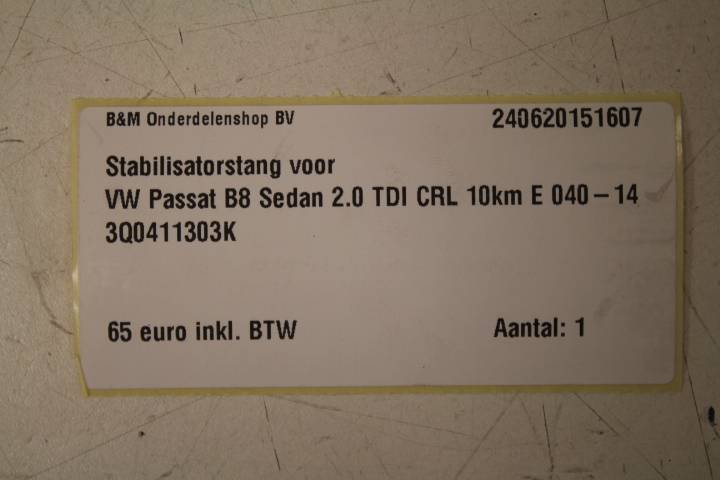 B&M Onderdelenshop BV 240620151607
Stabilisatorstang voor
VW Passat B8 Sedan 2.0 TDI CRL 10km E 040-14
3Q0411303K
65 euro inkl. BTW Aantal: 1